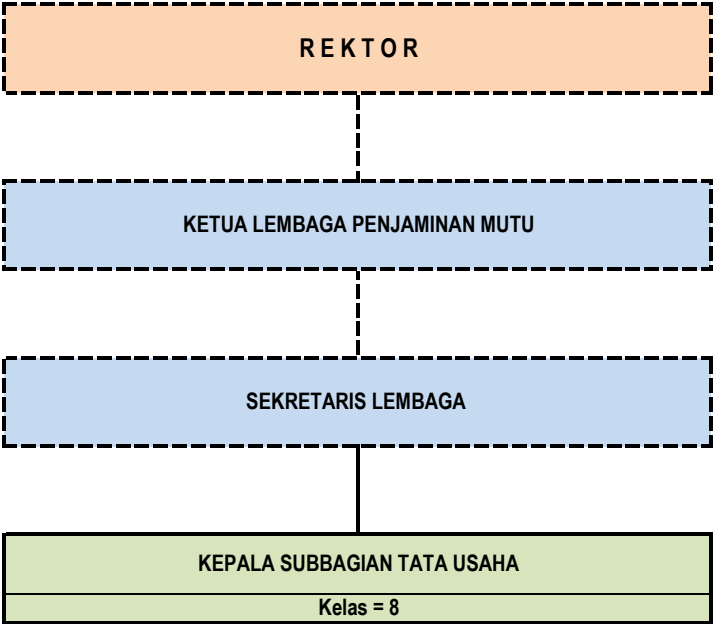 R E K T O R
KETUA LEMBAGA PENJAMINAN MUTU
SEKRETARIS LEMBAGA
KEPALA SUBBAGIAN TATA USAHA
Kelas = 8